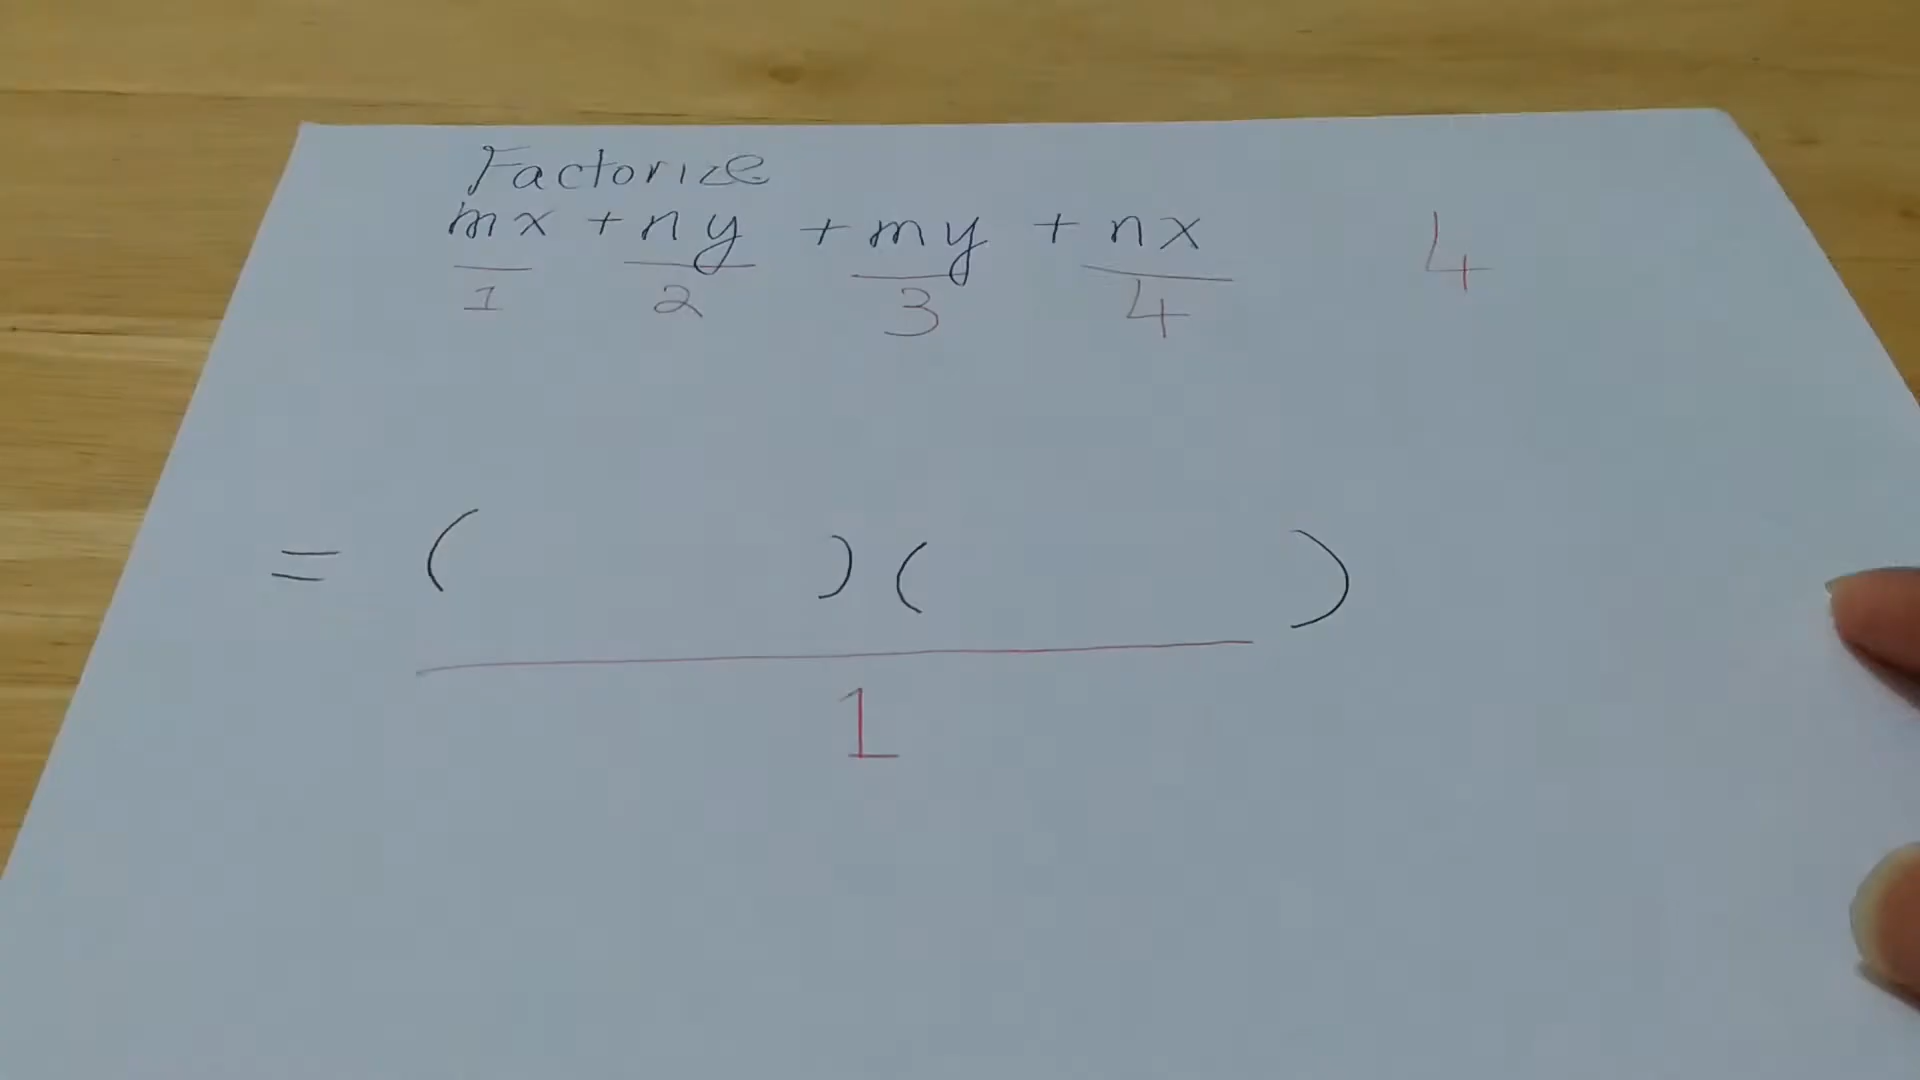 Factorize
mx + ny + my + nx 4
1 2 3 4
= ( ) ( )
1